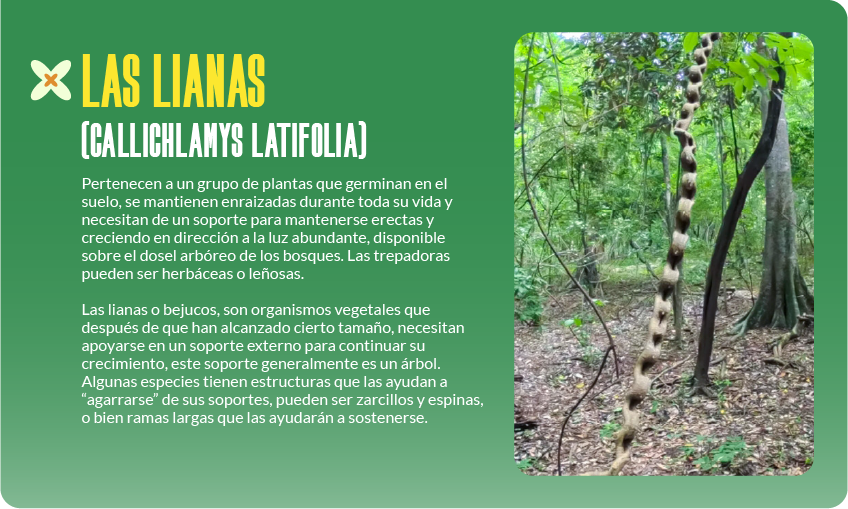 LAS LIANAS
(CALLICHLAMYS LATIFOLIA)
Pertenecen a un grupo de plantas que germinan en el
suelo, se mantienen enraizadas durante toda su vida y
necesitan de un soporte para mantenerse erectas y
creciendo en dirección a la luz abundante, disponible
sobre el dosel arbóreo de los bosques. Las trepadoras
pueden ser herbáceas o leñosas.
Las lianas o bejucos, son organismos vegetales que
después de que han alcanzado cierto tamaño, necesitan
apoyarse en un soporte externo para continuar su
crecimiento, este soporte generalmente es un árbol.
Algunas especies tienen estructuras que las ayudan a
“agarrarse” de sus soportes, pueden ser zarcillos y espinas,
o bien ramas largas que las ayudarán a sostenerse.